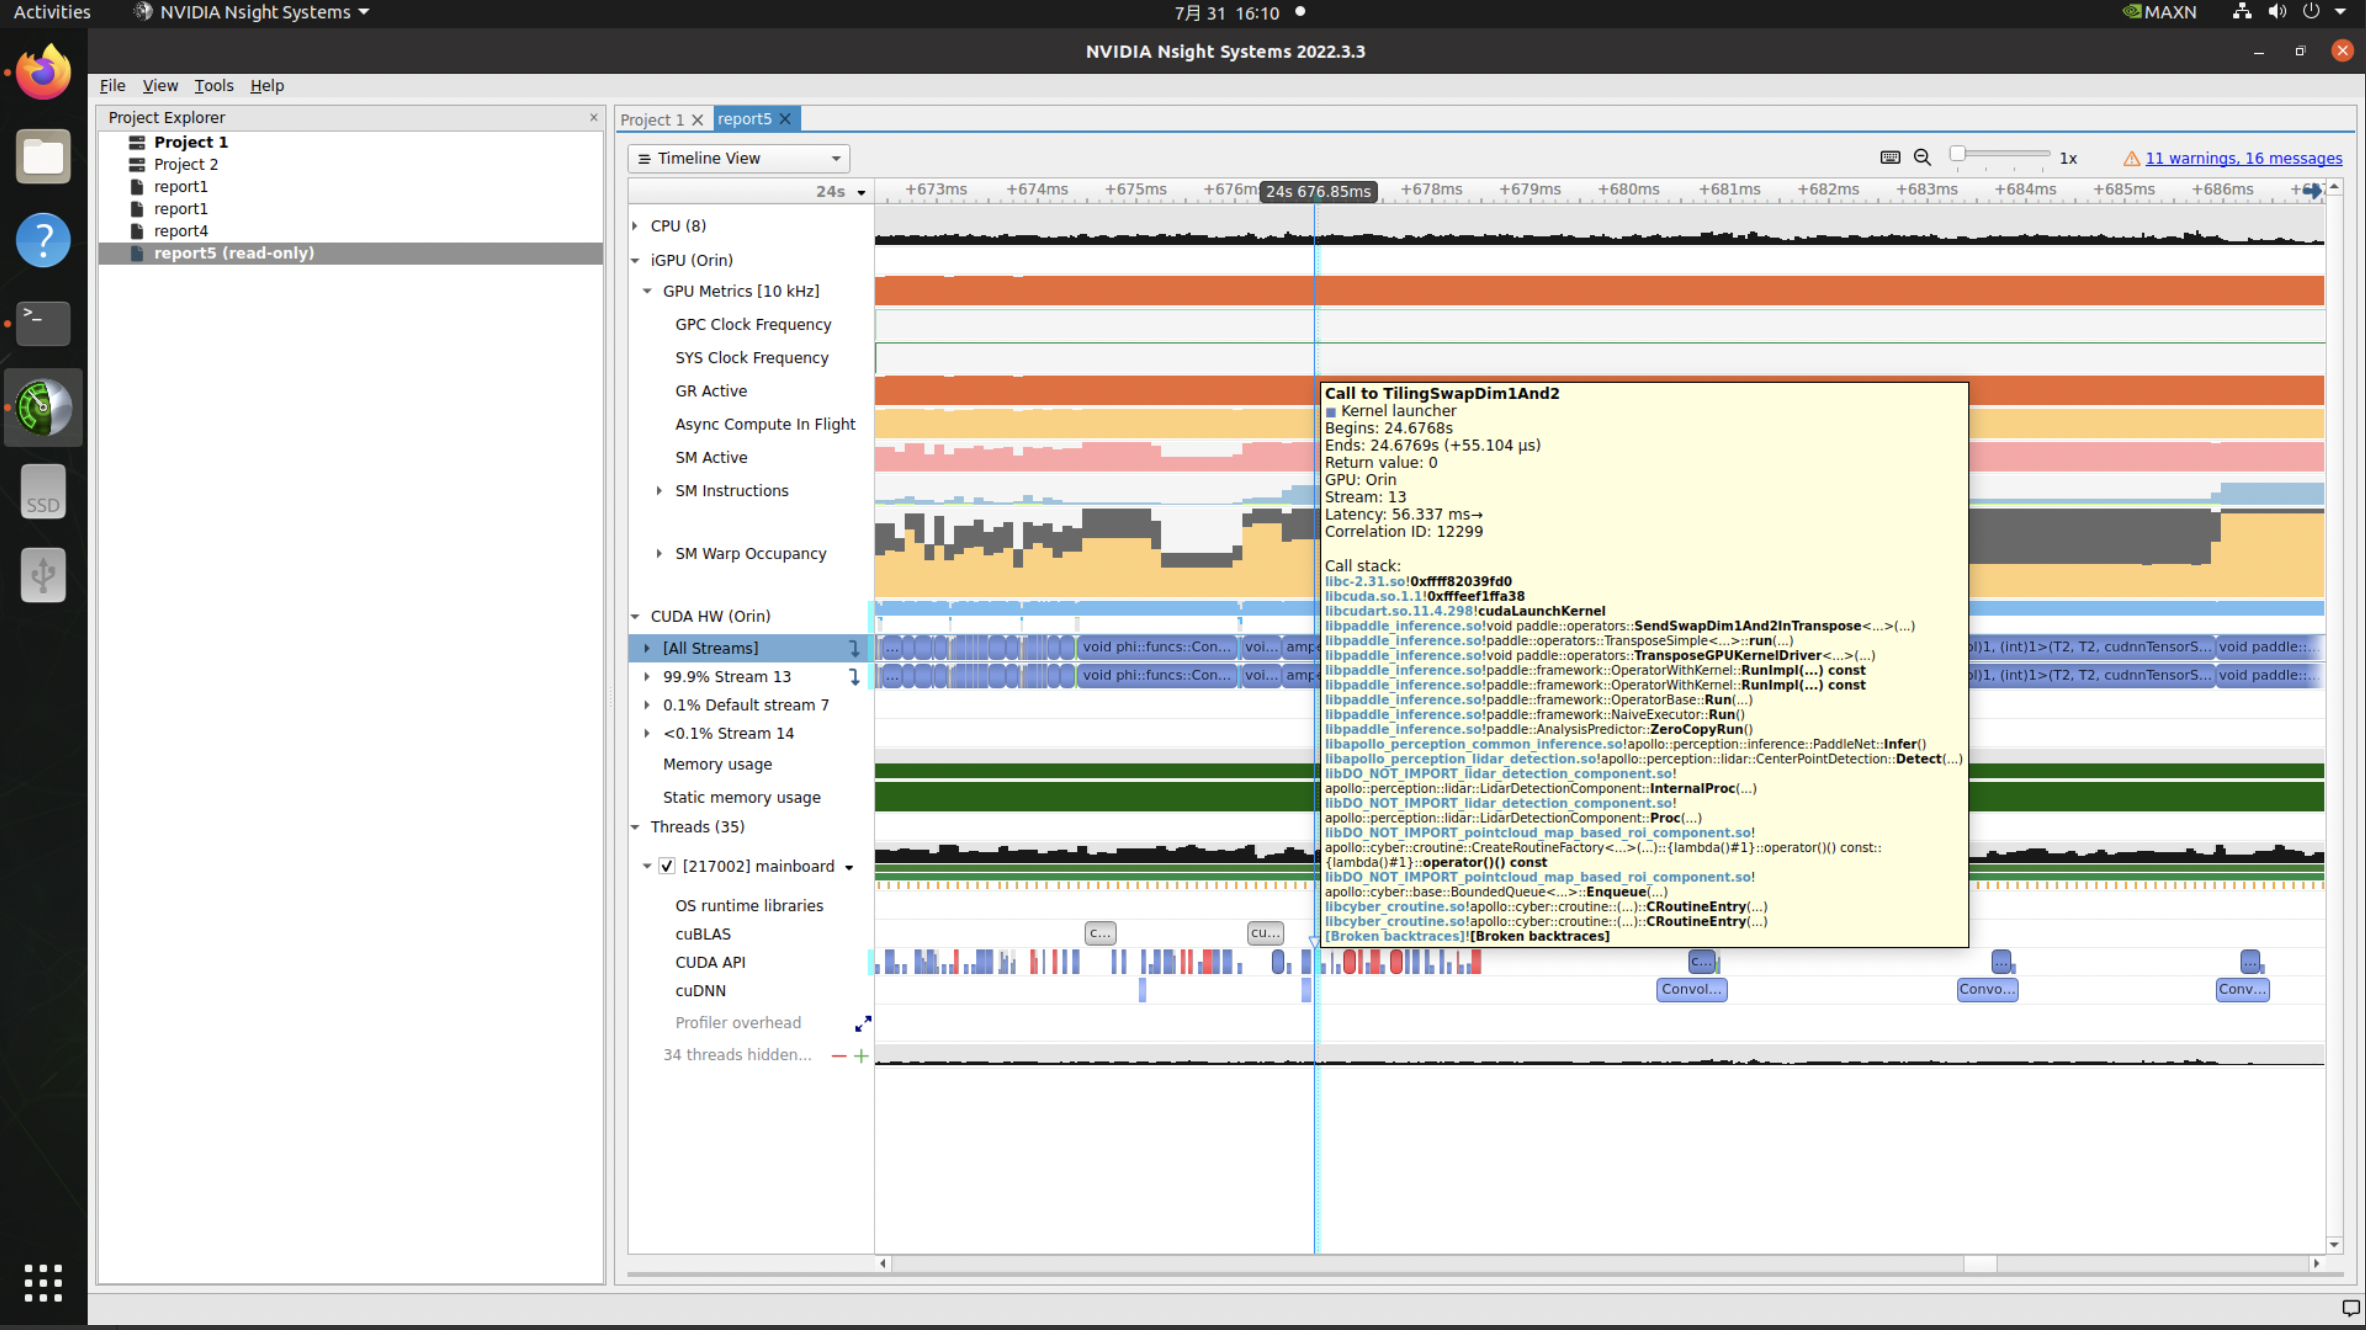 Activities
NVIDIA Nsight Systems
7月 31 16:10
MAXN
NVIDIA Nsight Systems 2022.3.3
File View Tools Help
Project Explorer
Project 1
Project 2
report1
report1
report4
report5 (read-only)
SSD
Project 1
report5
Timeline View
1x
11 warnings, 16 messages
24s
+673ms +674ms +675ms +676m 24s 676.85ms +678ms +679ms +680ms +681ms +682ms +683ms +684ms +685ms +686ms
CPU (8)
iGPU (Orin)
GPU Metrics [10 kHz]
GPC Clock Frequency
SYS Clock Frequency
GR Active
Async Compute In Flight
SM Active
SM Instructions
SM Warp Occupancy
CUDA HW (Orin)
[All Streams]
... void phi::funcs::Con... voi... ampe l)1, (int)1>(T2, T2, cudnnTensorS... void paddle::...
99.9% Stream 13
... void phi::funcs::Con... voi... ampe l)1, (int)1>(T2, T2, cudnnTensorS... void paddle::...
0.1% Default stream 7
<0.1% Stream 14
Memory usage
Static memory usage
Threads (35)
[217002] mainboard
OS runtime libraries
cuBLAS
c... cu...
CUDA API
c... ... ...
cuDNN
Convol... Convo... Conv...
Profiler overhead
34 threads hidden... − +
Call to TilingSwapDim1And2
Kernel launcher
Begins: 24.6768s
Ends: 24.6769s (+55.104 μs)
Return value: 0
GPU: Orin
Stream: 13
Latency: 56.337 ms→
Correlation ID: 12299
Call stack:
libc-2.31.so!0xffff82039fd0
libcuda.so.1.1!0xfffeef1ffa38
libcudart.so.11.4.298!cudaLaunchKernel
libpaddle_inference.so!void paddle::operators::SendSwapDim1And2InTranspose<...>(...)
libpaddle_inference.so!paddle::operators::TransposeSimple<...>::run(...)
libpaddle_inference.so!void paddle::operators::TransposeGPUKernelDriver<...>(...)
libpaddle_inference.so!paddle::framework::OperatorWithKernel::RunImpl(...) const
libpaddle_inference.so!paddle::framework::OperatorWithKernel::RunImpl(...) const
libpaddle_inference.so!paddle::framework::OperatorBase::Run(...)
libpaddle_inference.so!paddle::framework::NaiveExecutor::Run()
libpaddle_inference.so!paddle::AnalysisPredictor::ZeroCopyRun()
libapollo_perception_common_inference.so!apollo::perception::inference::PaddleNet::Infer()
libapollo_perception_lidar_detection.so!apollo::perception::lidar::CenterPointDetection::Detect(...)
libDO_NOT_IMPORT_lidar_detection_component.so!
apollo::perception::lidar::LidarDetectionComponent::InternalProc(...)
libDO_NOT_IMPORT_lidar_detection_component.so!
apollo::perception::lidar::LidarDetectionComponent::Proc(...)
libDO_NOT_IMPORT_pointcloud_map_based_roi_component.so!
apollo::cyber::croutine::CreateRoutineFactory<...>(...)::{lambda()#1}::operator()() const::
{lambda()#1}::operator()() const
libDO_NOT_IMPORT_pointcloud_map_based_roi_component.so!
apollo::cyber::base::BoundedQueue<...>::Enqueue(...)
libcyber_croutine.so!apollo::cyber::croutine::(...)::CRoutineEntry(...)
libcyber_croutine.so!apollo::cyber::croutine::(...)::CRoutineEntry(...)
[Broken backtraces]![Broken backtraces]